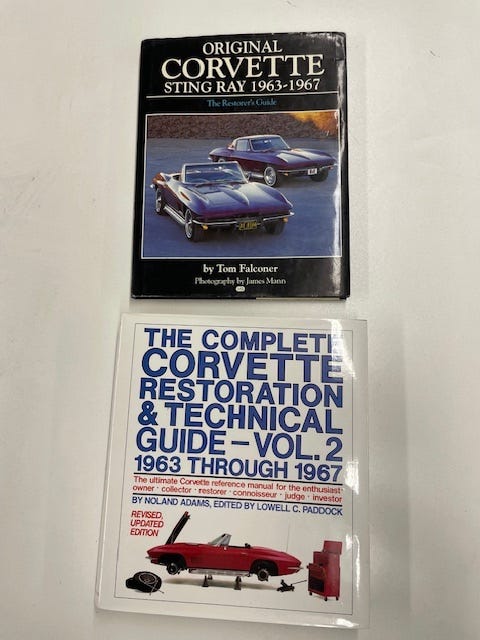 ORIGINAL
CORVETTE
STING RAY 1963-1967
The Restorer's Guide
by Tom Falconer
Photography by James Mann
THE COMPLETE
CORVETTE
RESTORATION
& TECHNICAL
GUIDE—VOL. 2
1963 THROUGH 1967
The ultimate Corvette reference manual for the enthusiast·
owner · collector · restorer · connoisseur · judge · investor
BY NOLAND ADAMS, EDITED BY LOWELL C. PADDOCK
REVISED,
UPDATED
EDITION